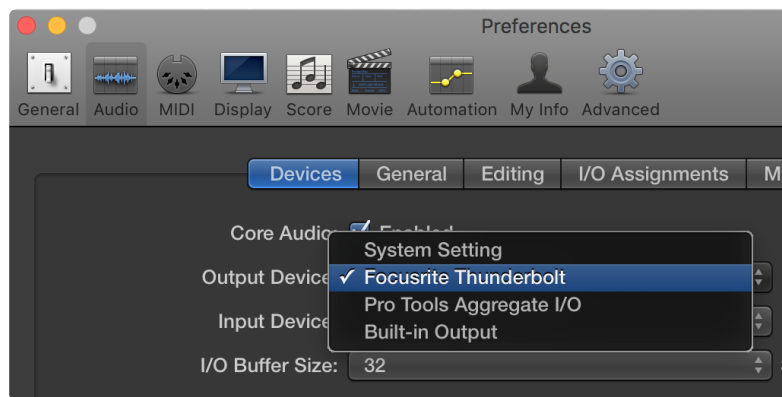 Preferences
General Audio MIDI Display Score Movie Automation My Info Advanced
Devices General Editing I/O Assignments M
Core Audio: Enabled
System Setting
Output Device ✓ Focusrite Thunderbolt
Pro Tools Aggregate I/O
Input Device
Built-in Output
I/O Buffer Size: 32